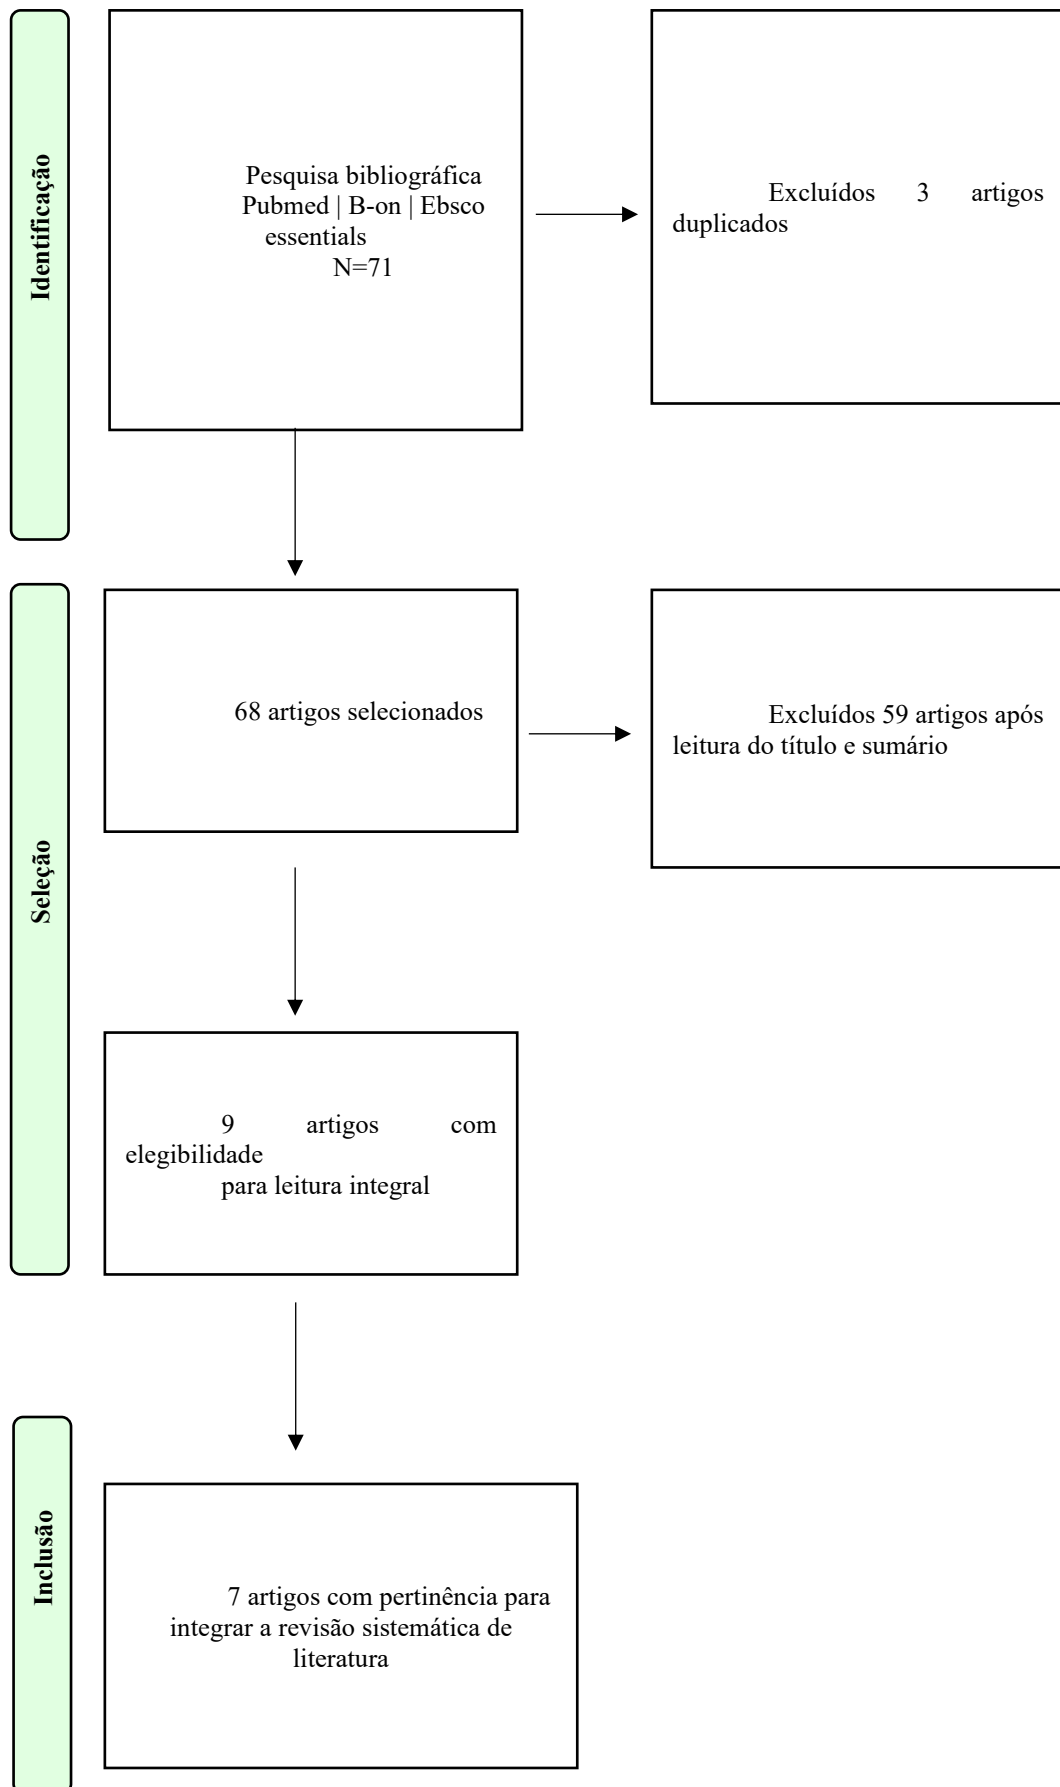 Identificação
Pesquisa bibliográfica
Pubmed | B-on | Ebsco
essentials
N=71
Excluídos 3 artigos
duplicados
Seleção
68 artigos selecionados
Excluídos 59 artigos após
leitura do título e sumário
9 artigos com
elegibilidade
para leitura integral
Inclusão
7 artigos com pertinência para
integrar a revisão sistemática de
literatura